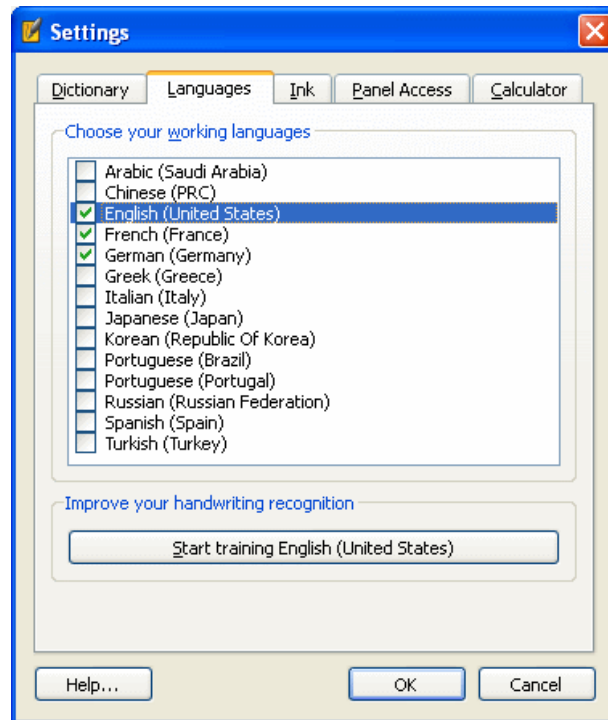 Settings
Dictionary Languages Ink Panel Access Calculator
Choose your working languages
Arabic (Saudi Arabia)
Chinese (PRC)
English (United States)
French (France)
German (Germany)
Greek (Greece)
Italian (Italy)
Japanese (Japan)
Korean (Republic Of Korea)
Portuguese (Brazil)
Portuguese (Portugal)
Russian (Russian Federation)
Spanish (Spain)
Turkish (Turkey)
Improve your handwriting recognition
Start training English (United States)
Help... OK Cancel